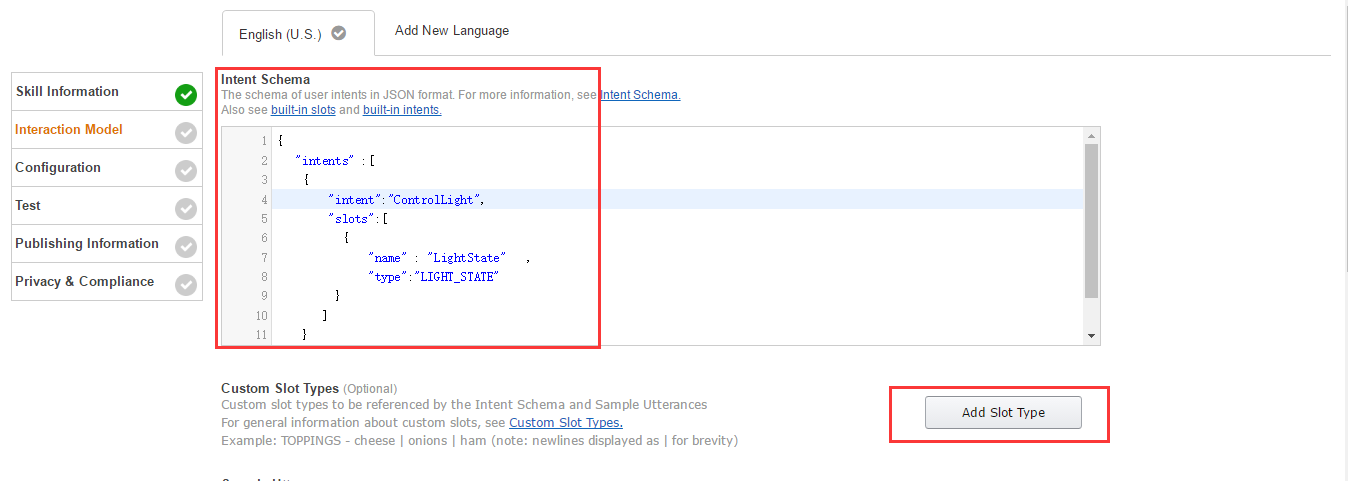 English (U.S.)
Add New Language
Skill Information
Interaction Model
Configuration
Test
Publishing Information
Privacy & Compliance
Intent Schema
The schema of user intents in JSON format. For more information, see Intent Schema.
Also see built-in slots and built-in intents.
1 {
2 "intents" :[
3 {
4 "intent":"ControlLight",
5 "slots":[
6 {
7 "name" : "LightState" ,
8 "type":"LIGHT_STATE"
9 }
10 ]
11 }
Custom Slot Types (Optional)
Custom slot types to be referenced by the Intent Schema and Sample Utterances
For general information about custom slots, see Custom Slot Types.
Example: TOPPINGS - cheese | onions | ham (note: newlines displayed as | for brevity)
Add Slot Type